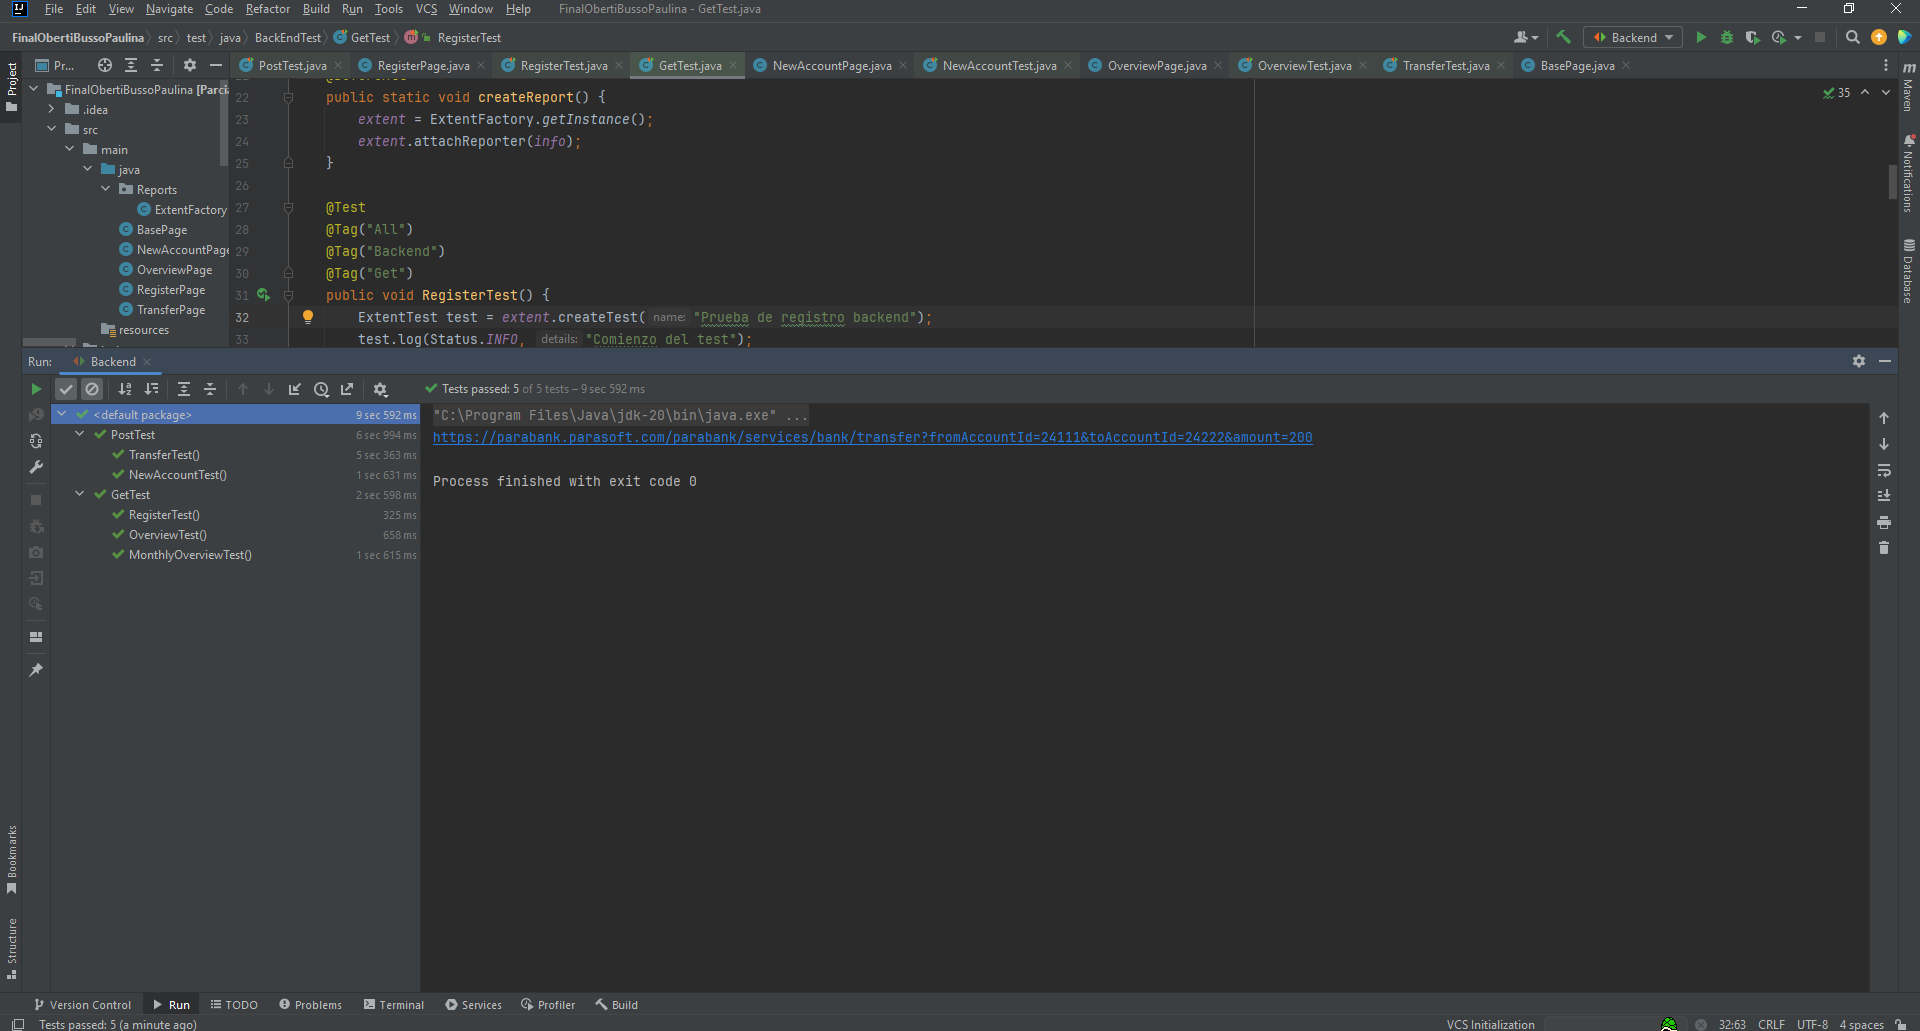 File Edit View Navigate Code Refactor Build Run Tools VCS Window Help FinalObertiBussoPaulina - GetTest.java
FinalObertiBussoPaulina src test java BackEndTest GetTest RegisterTest Backend
Pr... PostTest.java RegisterPage.java RegisterTest.java GetTest.java NewAccountPage.java NewAccountTest.java OverviewPage.java OverviewTest.java TransferTest.java BasePage.java
Project
FinalObertiBussoPaulina [Parcia
.idea
src
main
java
Reports
ExtentFactory
BasePage
NewAccountPage
OverviewPage
RegisterPage
TransferPage
resources
22 public static void createReport() {
23 extent = ExtentFactory.getInstance();
24 extent.attachReporter(info);
25 }
26
27 @Test
28 @Tag("All")
29 @Tag("Backend")
30 @Tag("Get")
31 public void RegisterTest() {
32 ExtentTest test = extent.createTest( name: "Prueba de registro backend");
33 test.log(Status.INFO, details: "Comienzo del test");
35
Maven
Notifications
Database
Run: Backend
Tests passed: 5 of 5 tests – 9 sec 592 ms
<default package> 9 sec 592 ms
PostTest 6 sec 994 ms
TransferTest() 5 sec 363 ms
NewAccountTest() 1 sec 631 ms
GetTest 2 sec 598 ms
RegisterTest() 325 ms
OverviewTest() 658 ms
MonthlyOverviewTest() 1 sec 615 ms
"C:\Program Files\Java\jdk-20\bin\java.exe" ...
https://parabank.parasoft.com/parabank/services/bank/transfer?fromAccountId=24111&toAccountId=24222&amount=200
Process finished with exit code 0
Bookmarks
Structure
Version Control Run TODO Problems Terminal Services Profiler Build
Tests passed: 5 (a minute ago) VCS Initialization 32:63 CRLF UTF-8 4 spaces